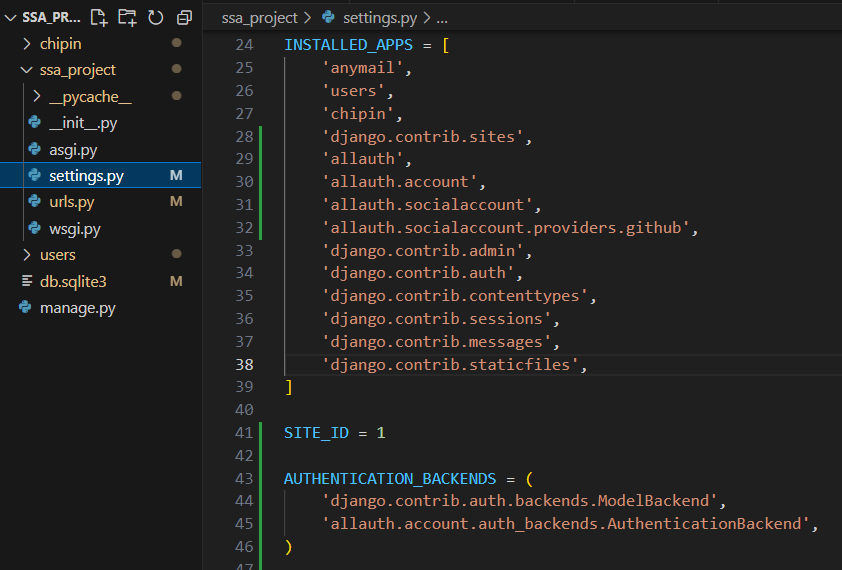 SSA_PR...
chipin
ssa_project
__pycache__
__init__.py
asgi.py
settings.py M
urls.py M
wsgi.py
users
db.sqlite3 M
manage.py
ssa_project > settings.py > ...
24 INSTALLED_APPS = [
25 'anymail',
26 'users',
27 'chipin',
28 'django.contrib.sites',
29 'allauth',
30 'allauth.account',
31 'allauth.socialaccount',
32 'allauth.socialaccount.providers.github',
33 'django.contrib.admin',
34 'django.contrib.auth',
35 'django.contrib.contenttypes',
36 'django.contrib.sessions',
37 'django.contrib.messages',
38 'django.contrib.staticfiles',
39 ]
40
41 SITE_ID = 1
42
43 AUTHENTICATION_BACKENDS = (
44 'django.contrib.auth.backends.ModelBackend',
45 'allauth.account.auth_backends.AuthenticationBackend',
46 )
47